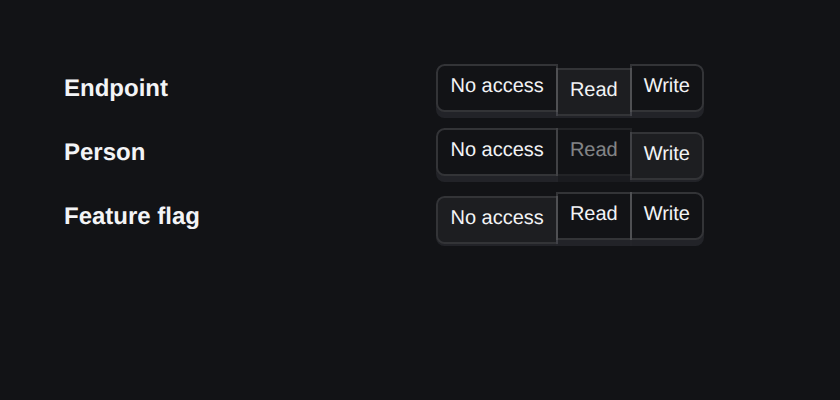 Endpoint No access Read Write
Person No access Read Write
Feature flag No access Read Write